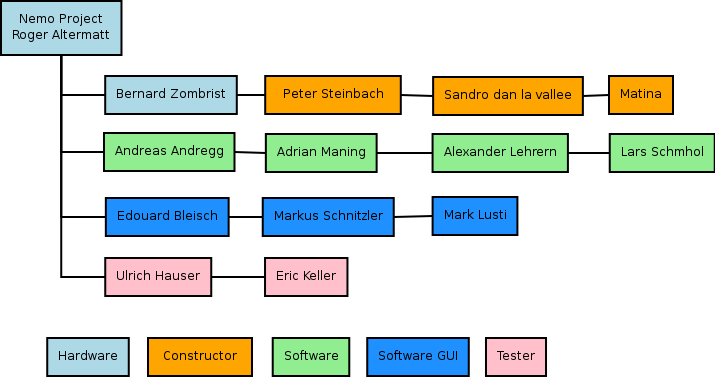 Nemo Project
Roger Altermatt
Bernard Zombrist
Peter Steinbach
Sandro dan la vallee
Matina
Andreas Andregg
Adrian Maning
Alexander Lehrern
Lars Schmhol
Edouard Bleisch
Markus Schnitzler
Mark Lusti
Ulrich Hauser
Eric Keller
Hardware
Constructor
Software
Software GUI
Tester